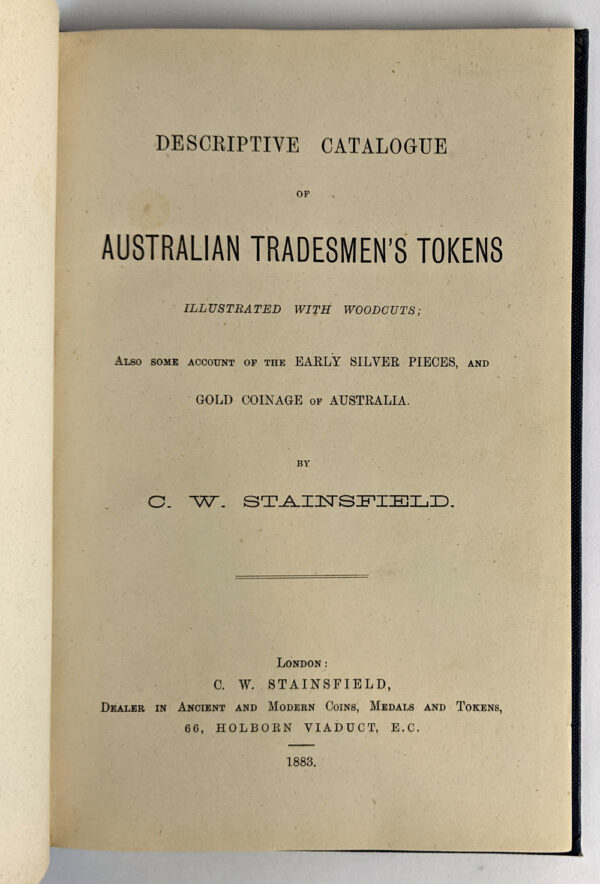 DESCRIPTIVE CATALOGUE
OF
AUSTRALIAN TRADESMEN'S TOKENS
ILLUSTRATED WITH WOODCUTS;
ALSO SOME ACCOUNT OF THE EARLY SILVER PIECES, AND
GOLD COINAGE OF AUSTRALIA.
BY
C. W. STAINSFIELD.
LONDON:
C. W. STAINSFIELD,
DEALER IN ANCIENT AND MODERN COINS, MEDALS AND TOKENS,
66, HOLBORN VIADUCT, E.C.
1883.